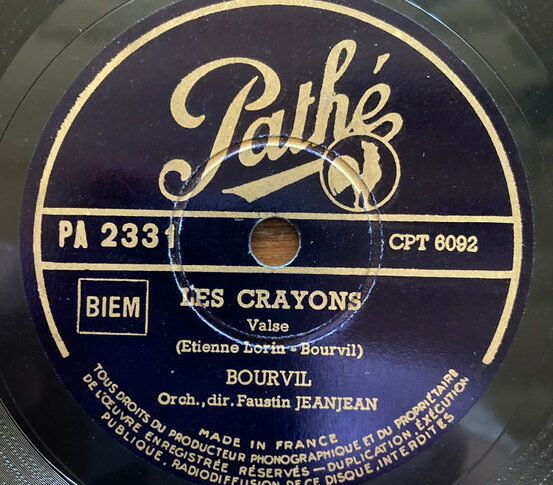 Pathé
PA 2331
CPT 6092
BIEM
LES CRAYONS
Valse
(Etienne Lorin - Bourvil)
BOURVIL
Orch., dir. Faustin JEANJEAN
MADE IN FRANCE
TOUS DROITS DU PRODUCTEUR PHONOGRAPHIQUE ET DU PROPRIÉTAIRE
DE L'ŒUVRE ENREGISTRÉE RÉSERVÉS—DUPLICATION, EXÉCUTION
PUBLIQUE, RADIODIFFUSION DE CE DISQUE INTERDITES